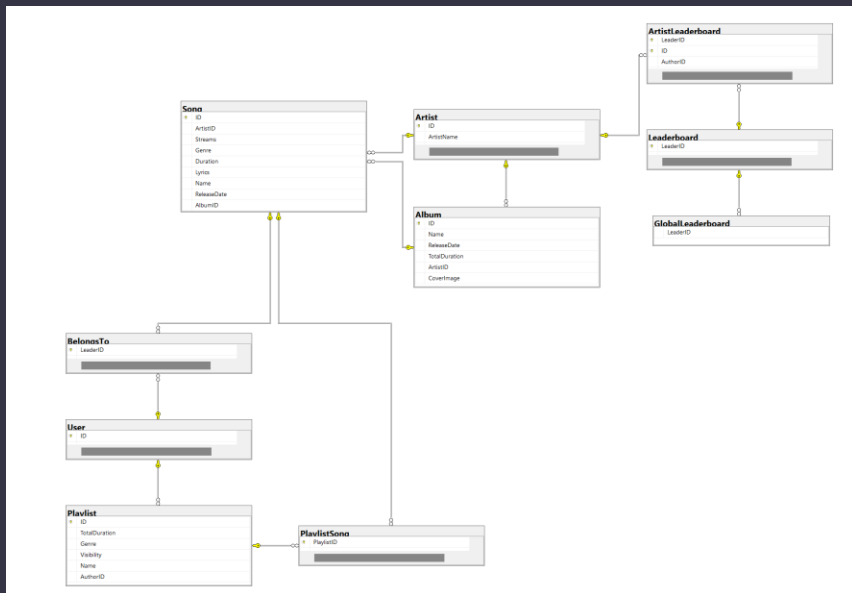 ArtistLeaderboard
LeaderID
ID
AuthorID
Song
ID
ArtistID
Streams
Genre
Duration
Lyrics
Name
ReleaseDate
AlbumID
Artist
ID
ArtistName
Leaderboard
LeaderID
Album
ID
Name
ReleaseDate
TotalDuration
ArtistID
CoverImage
GlobalLeaderboard
LeaderID
BelongsTo
LeaderID
User
ID
Playlist
ID
TotalDuration
Genre
Visibility
Name
AuthorID
PlaylistSong
PlaylistID